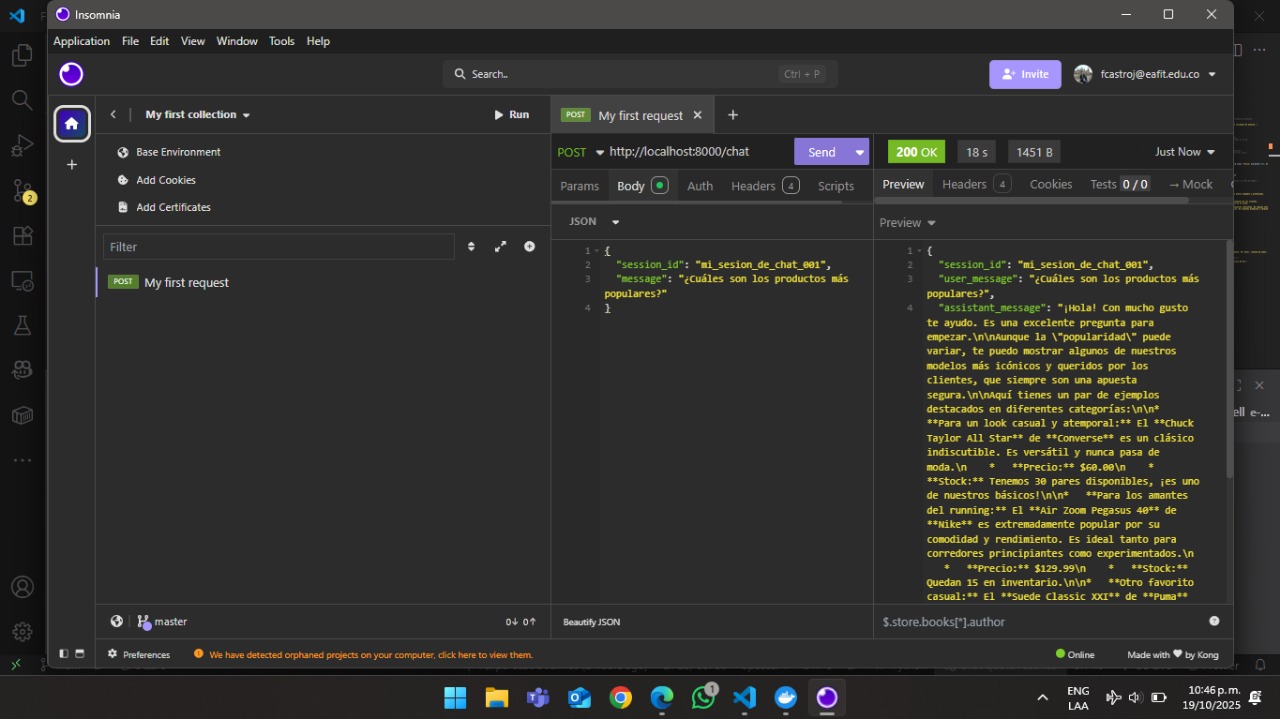 Insomnia
Application File Edit View Window Tools Help
Search.. Ctrl + P
Invite
fcastroj@eafit.edu.co
My first collection
Run
POST My first request
Base Environment
Add Cookies
Add Certificates
Filter
POST My first request
POST http://localhost:8000/chat Send
200 OK 18 s 1451 B Just Now
Params Body Auth Headers 4 Scripts
Preview Headers 4 Cookies Tests 0 / 0 → Mock
JSON
Preview
1 {
2 "session_id": "mi_sesion_de_chat_001",
3 "message": "¿Cuáles son los productos más
populares?"
4 }
1 {
2 "session_id": "mi_sesion_de_chat_001",
3 "user_message": "¿Cuáles son los productos más
populares?",
4 "assistant_message": "¡Hola! Con mucho gusto
te ayudo. Es una excelente pregunta para
empezar.\n\nAunque la \"popularidad\" puede
variar, te puedo mostrar algunos de nuestros
modelos más icónicos y queridos por los
clientes, que siempre son una apuesta
segura.\n\nAquí tienes un par de ejemplos
destacados en diferentes categorías:\n\n*
**Para un look casual y atemporal:** El **Chuck
Taylor All Star** de **Converse** es un clásico
indiscutible. Es versátil y nunca pasa de
moda.\n * **Precio:** $60.00\n *
**Stock:** Tenemos 30 pares disponibles, ¡es uno
de nuestros básicos!\n\n* **Para los amantes
del running:** El **Air Zoom Pegasus 40** de
**Nike** es extremadamente popular por su
comodidad y rendimiento. Es ideal tanto para
corredores principiantes como experimentados.\n
* **Precio:** $129.99\n * **Stock:**
Quedan 15 en inventario.\n\n* **Otro favorito
casual:** El **Suede Classic XXI** de **Puma**
master 0↓ 0↑
Beautify JSON
$.store.books[*].author
Preferences
We have detected orphaned projects on your computer, click here to view them.
Online
Made with ♥ by Kong
2
ell e-...
1
ENG
LAA
10:46 p.m.
19/10/2025